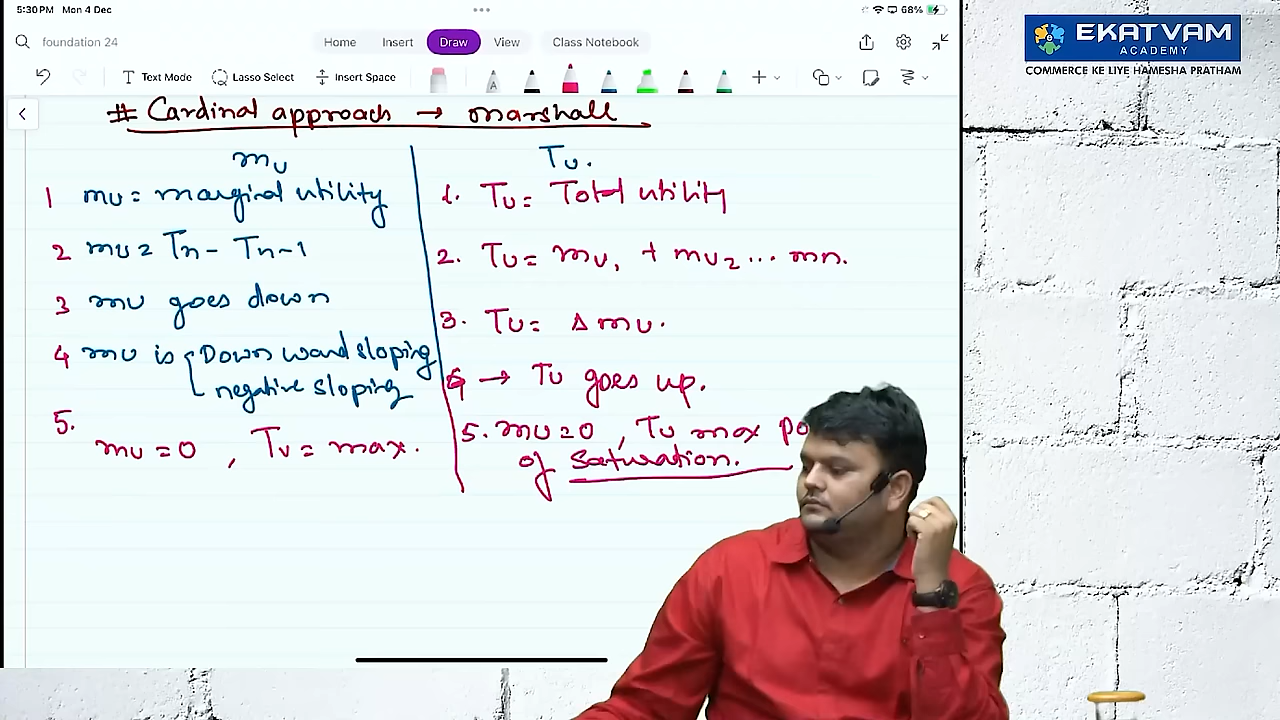 5:30 PM Mon 4 Dec
68%
EKATVAM
ACADEMY
COMMERCE KE LIYE HAMESHA PRATHAM
foundation 24
Home Insert Draw View Class Notebook
Text Mode Lasso Select Insert Space
# Cardinal approach → marshall
mu
1 mu = marginal utility
2 mu = Tn - Tn-1
3 mu goes down
4 mu is { Down ward sloping
negative sloping
5.
mu = 0 , Tu = max.
Tu.
1. Tu = Total utility
2. Tu = mu, + mu2 ... mn.
3. Tu = Δ mu.
→ Tu goes up.
5. mu = 0 , Tu max
of Saturation.